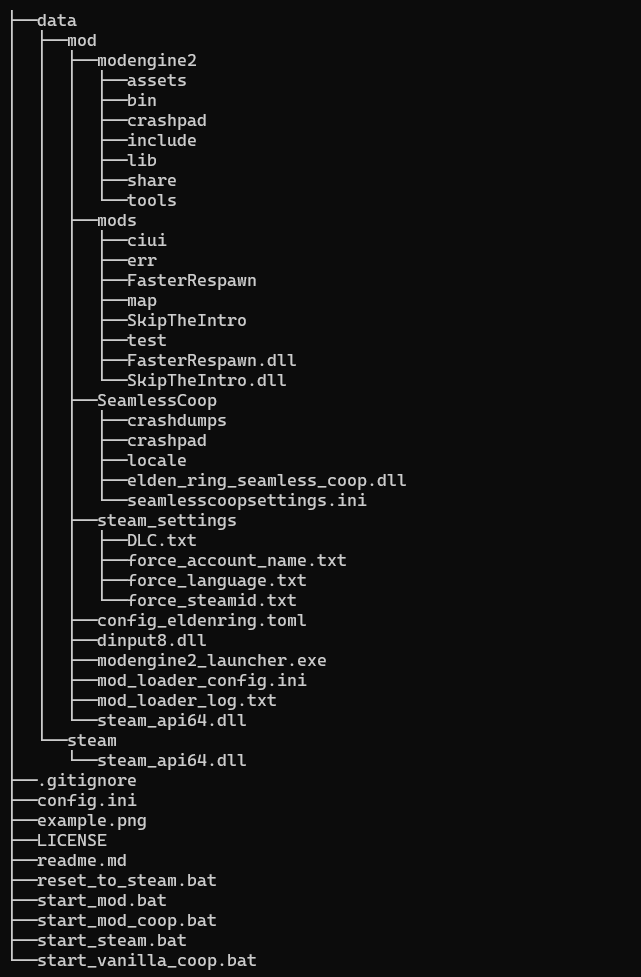 data
mod
modengine2
assets
bin
crashpad
include
lib
share
tools
mods
ciui
err
FasterRespawn
map
SkipTheIntro
test
FasterRespawn.dll
SkipTheIntro.dll
SeamlessCoop
crashdumps
crashpad
locale
elden_ring_seamless_coop.dll
seamlesscoopsettings.ini
steam_settings
DLC.txt
force_account_name.txt
force_language.txt
force_steamid.txt
config_eldenring.toml
dinput8.dll
modengine2_launcher.exe
mod_loader_config.ini
mod_loader_log.txt
steam_api64.dll
steam
steam_api64.dll
.gitignore
config.ini
example.png
LICENSE
readme.md
reset_to_steam.bat
start_mod.bat
start_mod_coop.bat
start_steam.bat
start_vanilla_coop.bat